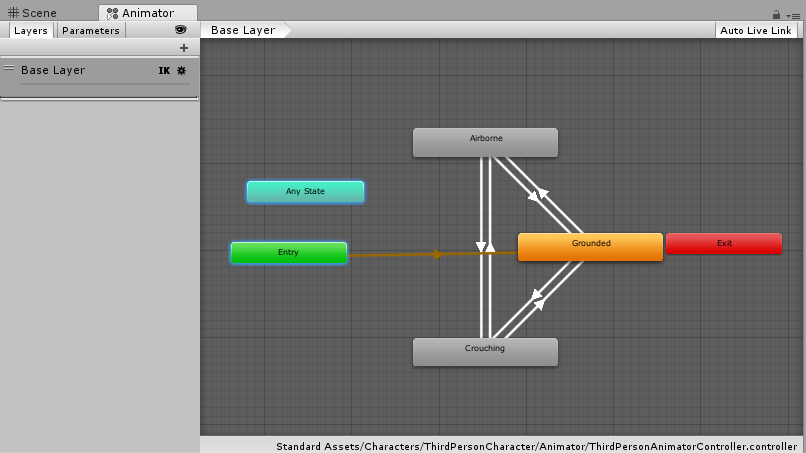 Scene
Animator
Layers
Parameters
Base Layer
Auto Live Link
Base Layer
IK
Airborne
Any State
Grounded
Exit
Entry
Crouching
Standard Assets/Characters/ThirdPersonCharacter/Animator/ThirdPersonAnimatorController.controller